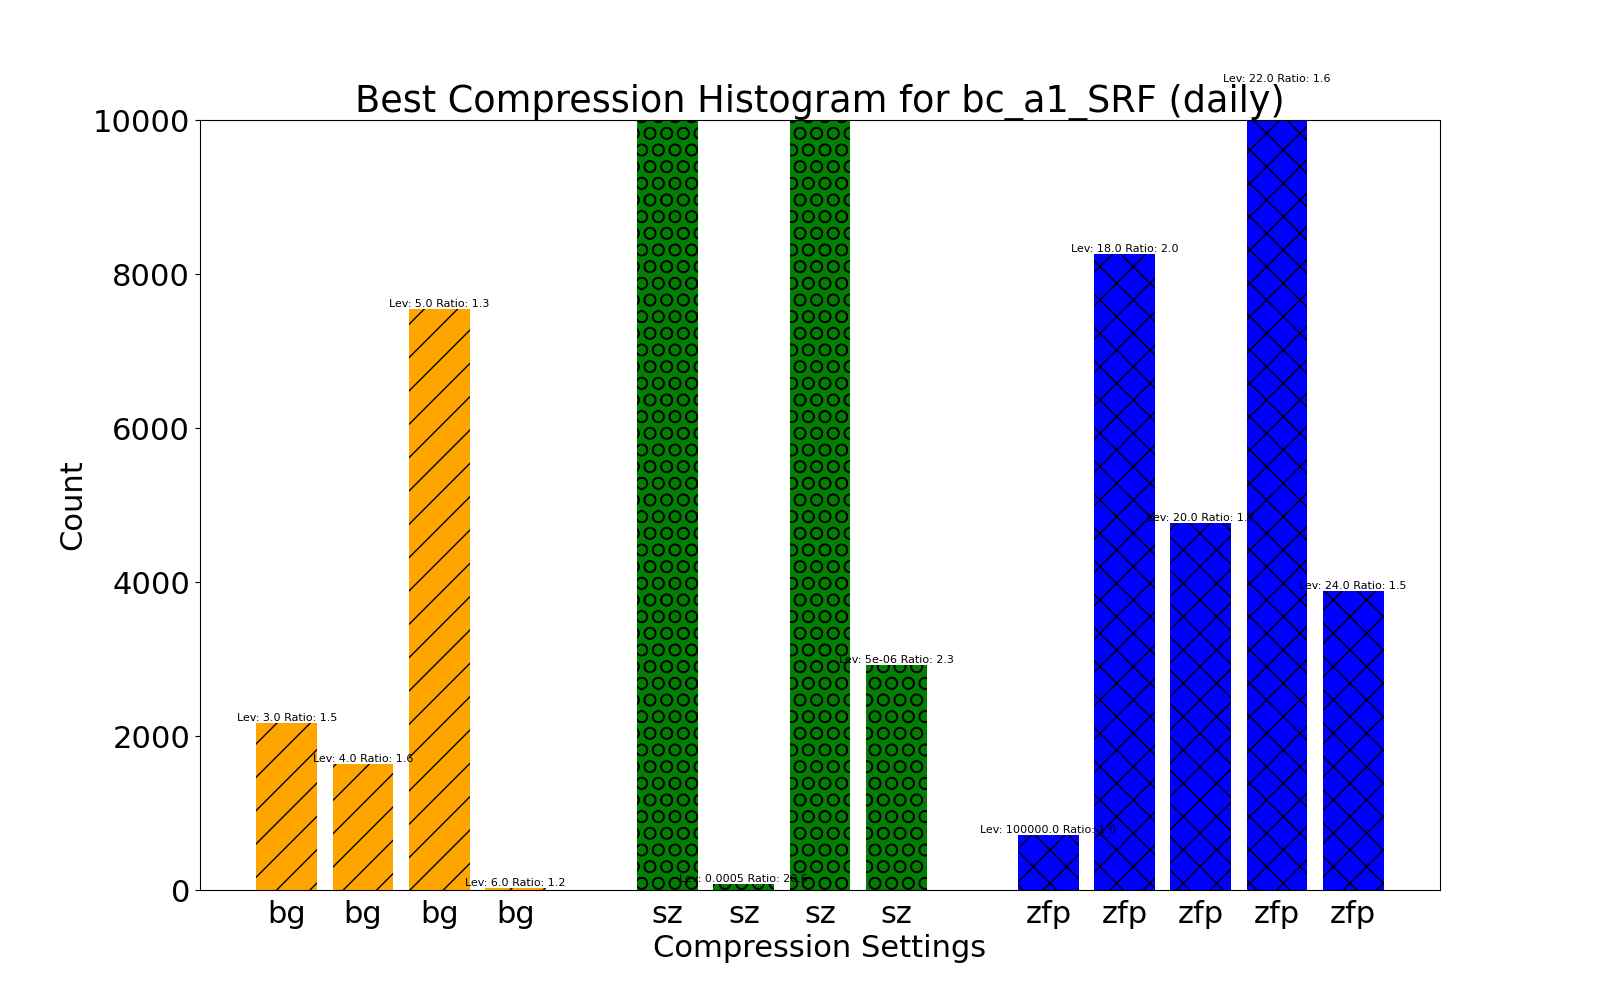 Lev: 22.0 Ratio: 1.6
Best Compression Histogram for bc_a1_SRF (daily)
10000
8000
6000
4000
2000
0
Count
Lev: 3.0 Ratio: 1.5
Lev: 4.0 Ratio: 1.6
Lev: 5.0 Ratio: 1.3
Lev: 6.0 Ratio: 1.2
Lev: 0.0005 Ratio:
Lev: 5e-06 Ratio: 2.3
Lev: 100000.0 Ratio: 1.0
Lev: 18.0 Ratio: 2.0
Lev: 20.0 Ratio:
Lev: 24.0 Ratio: 1.5
bg bg bg bg sz sz sz sz zfp zfp zfp zfp zfp
Compression Settings